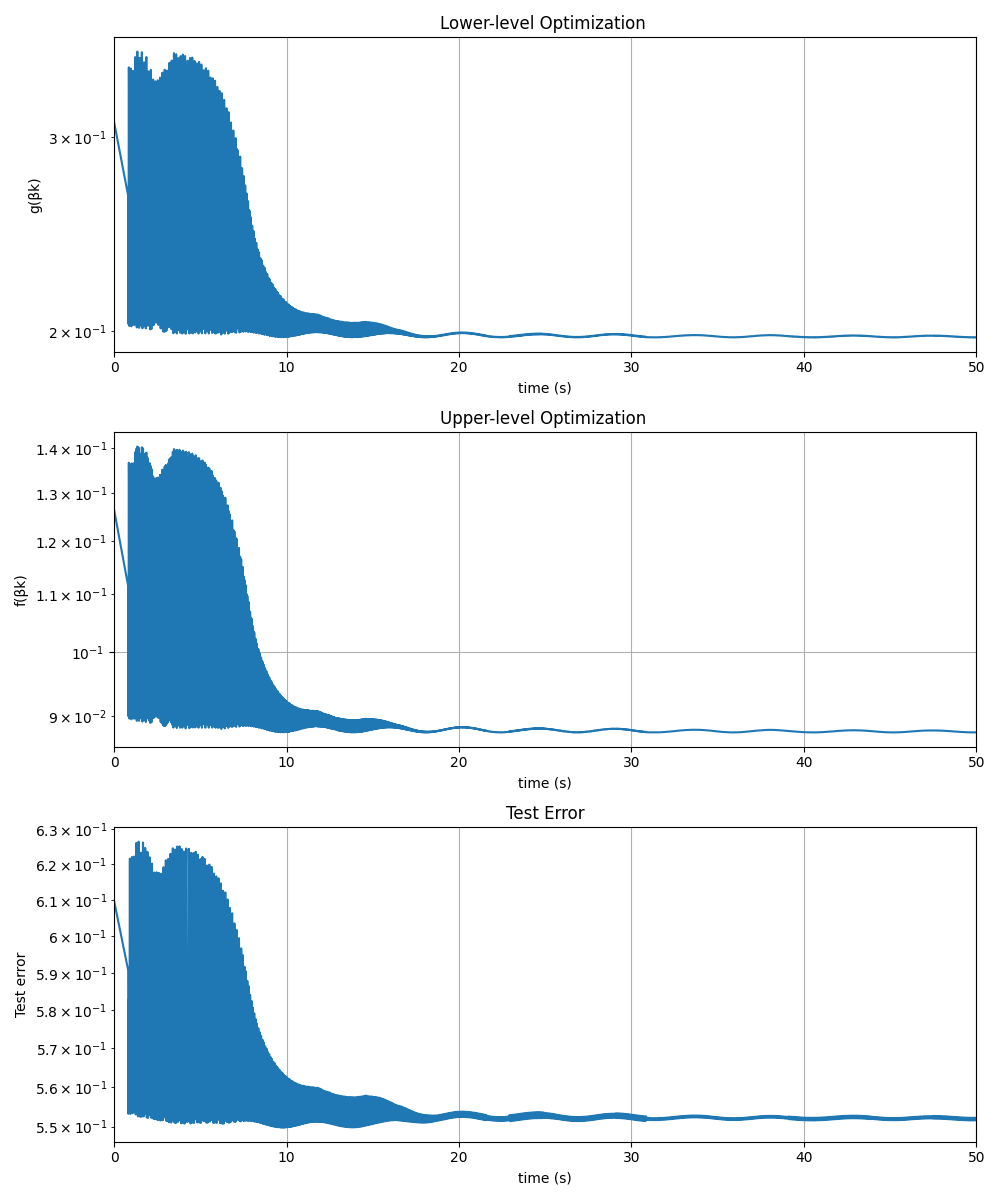 Lower-level Optimization
3 × 10⁻¹
2 × 10⁻¹
g(βk)
0 10 20 30 40 50
time (s)
Upper-level Optimization
1.4 × 10⁻¹
1.3 × 10⁻¹
1.2 × 10⁻¹
1.1 × 10⁻¹
10⁻¹
9 × 10⁻²
f(βk)
0 10 20 30 40 50
time (s)
Test Error
6.3 × 10⁻¹
6.2 × 10⁻¹
6.1 × 10⁻¹
6 × 10⁻¹
5.9 × 10⁻¹
5.8 × 10⁻¹
5.7 × 10⁻¹
5.6 × 10⁻¹
5.5 × 10⁻¹
Test error
0 10 20 30 40 50
time (s)